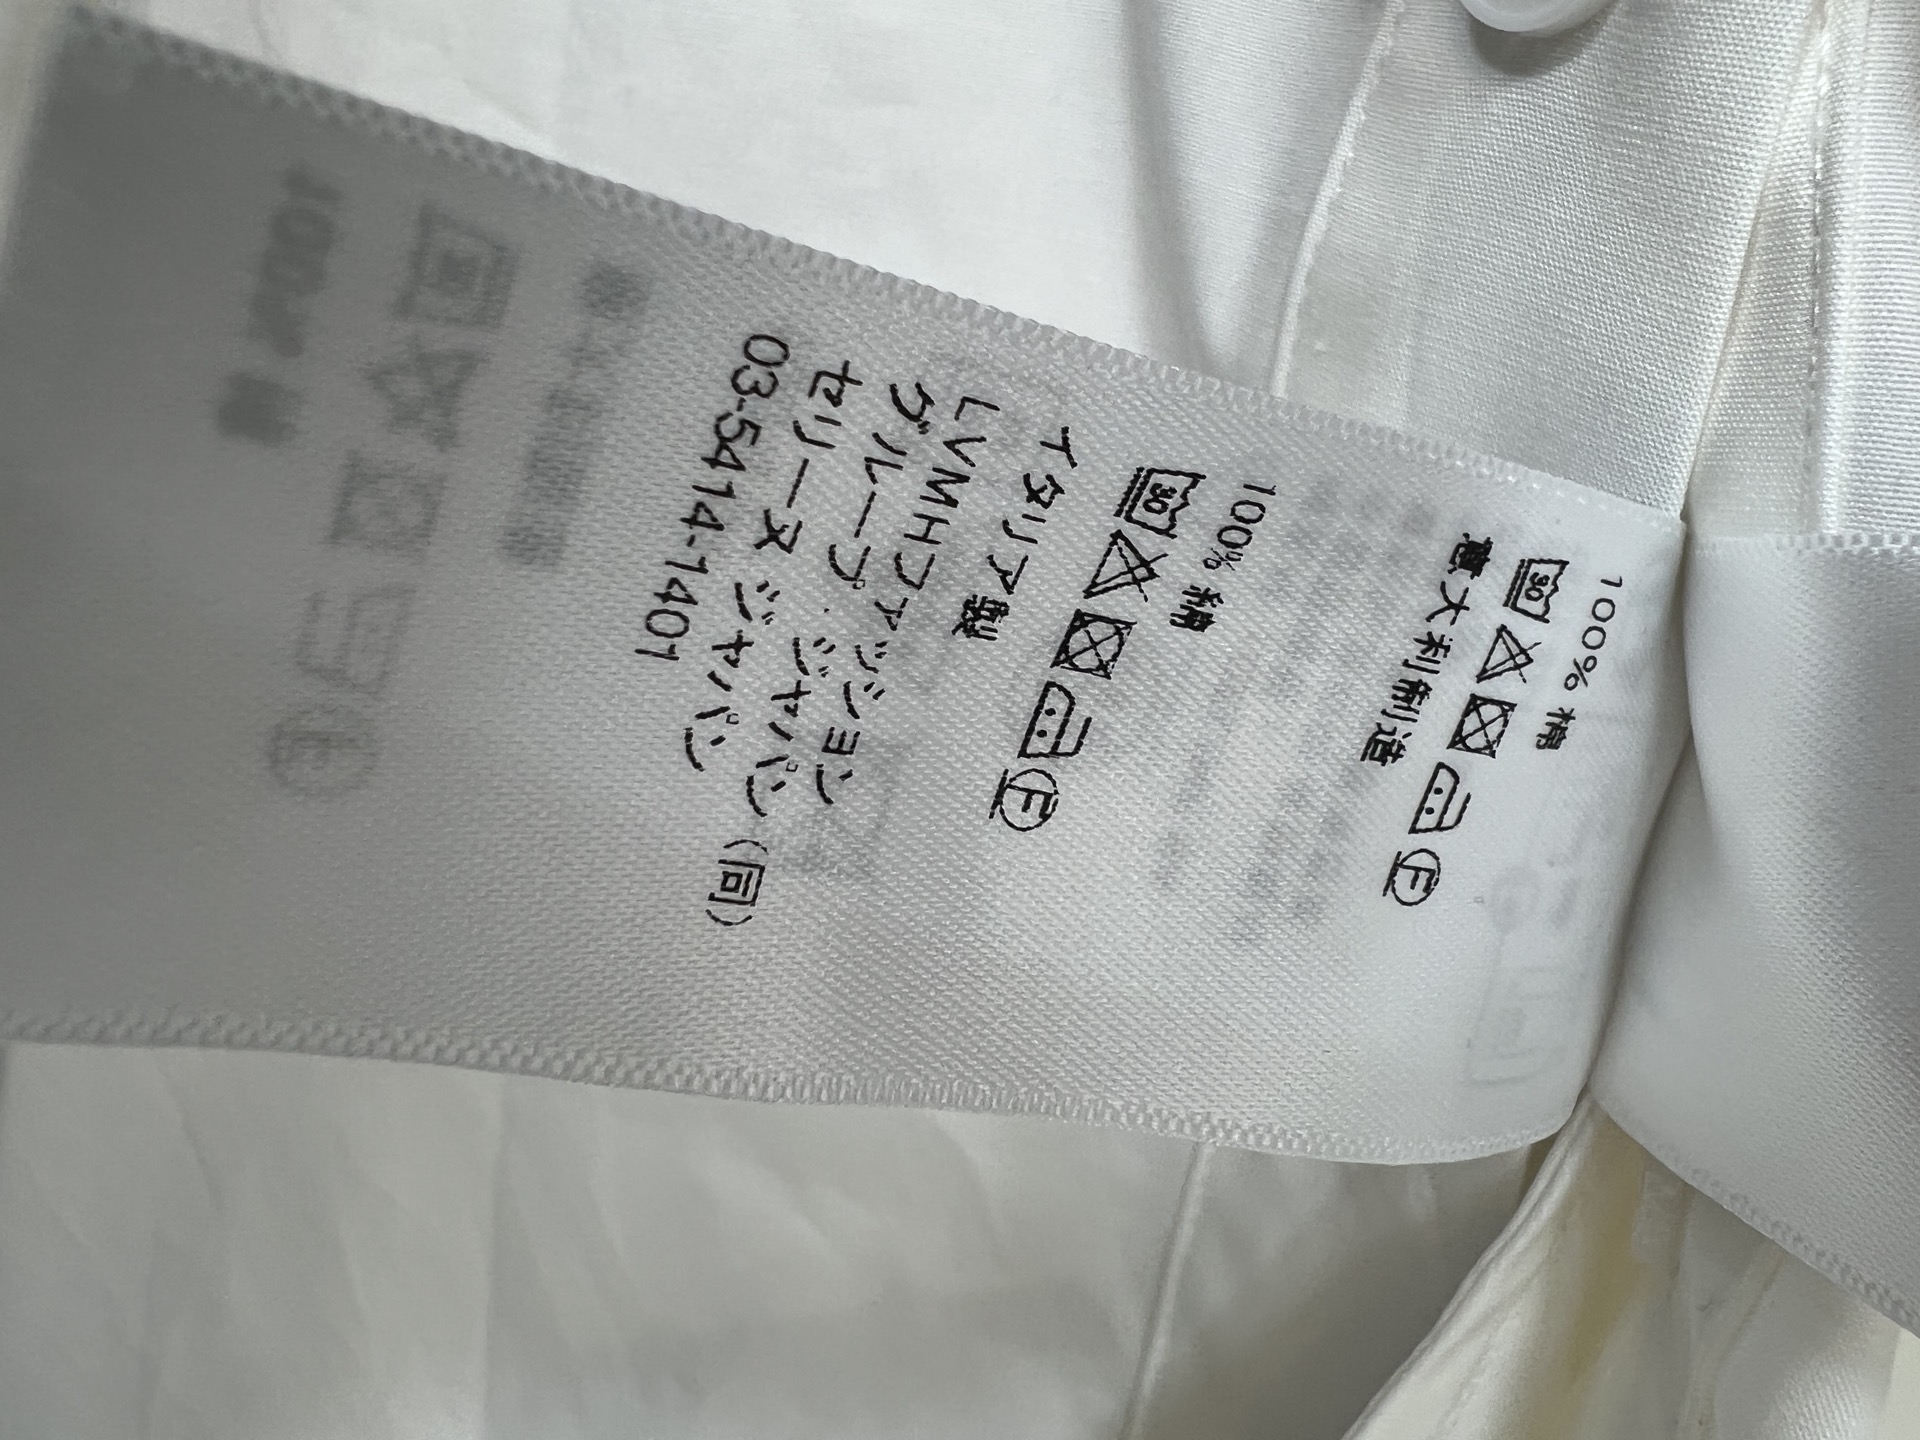 100% 棉
30 F
意大利制造
100% 綿
30 F
イタリア製
LVMHファッション
グループ・ジャパン(同)
セリーヌ ジャパン
03-5414-1401